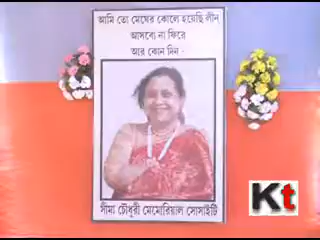 আমি তো মেঘের কোলে হয়েছি লীন
আসবো না ফিরে
আর কোন দিন -
সীমা চৌধুরী মেমোরিয়াল সোসাইটি
Kt